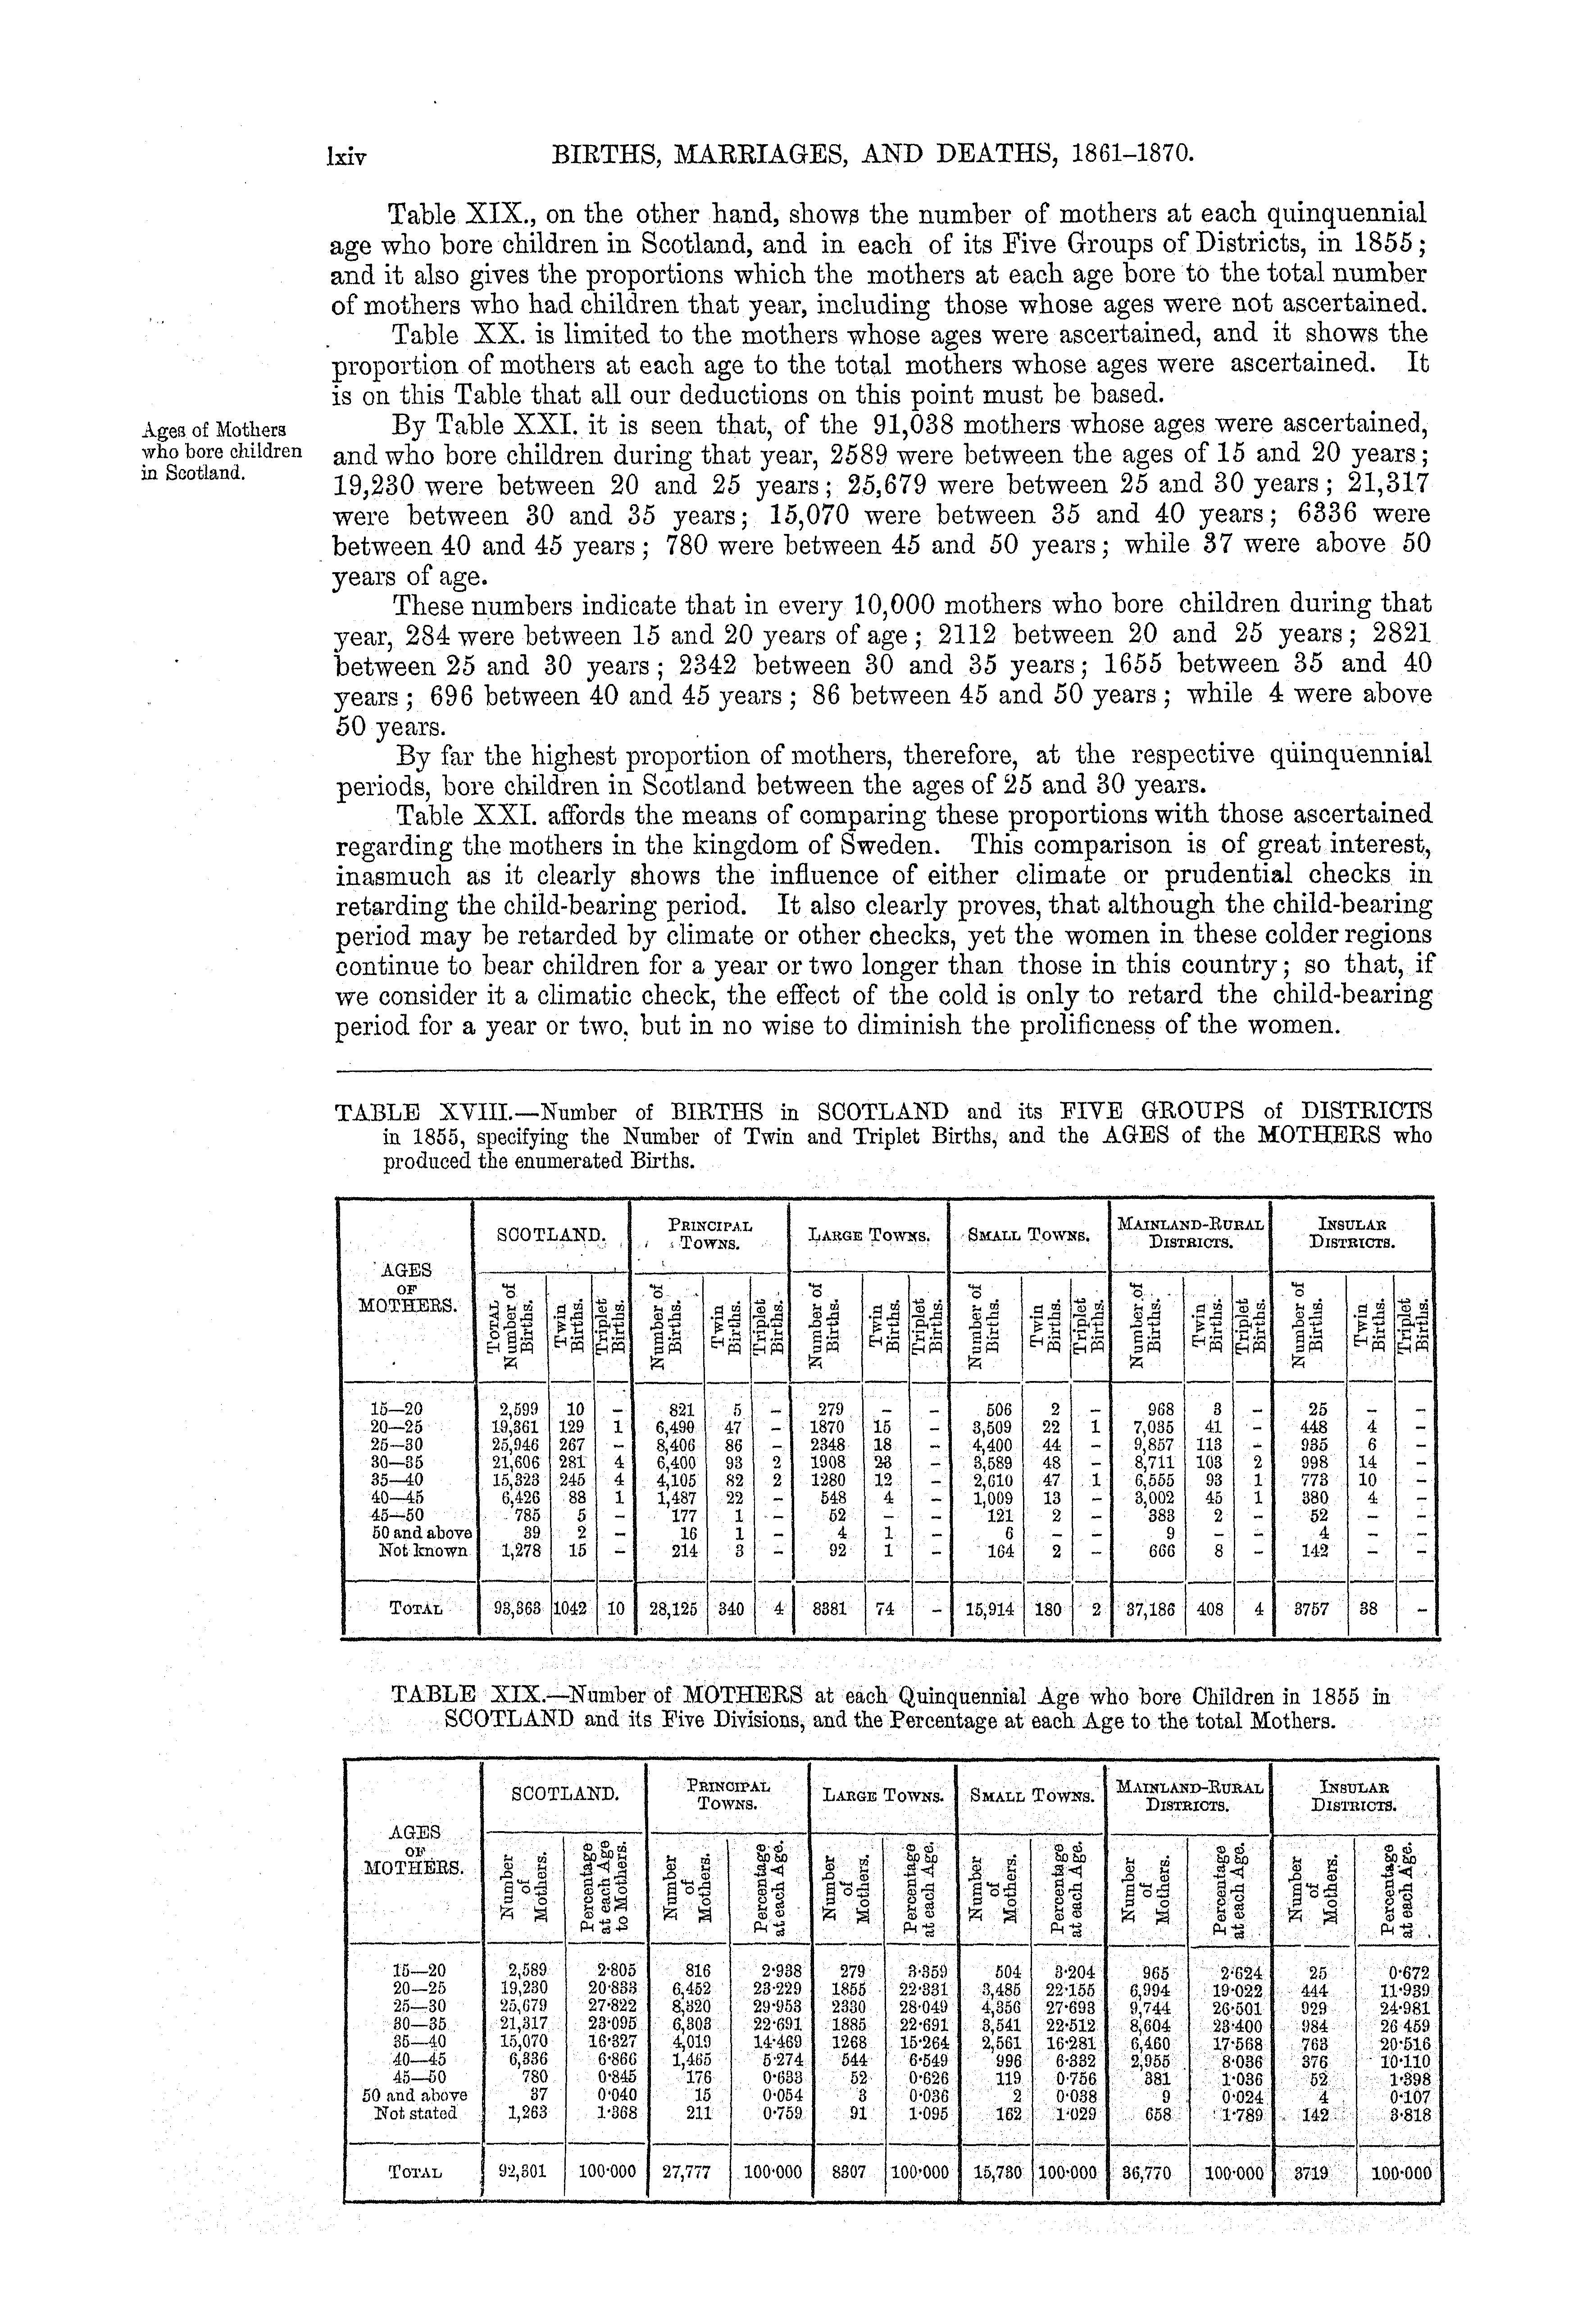 lxiv BIRTHS, MARRIAGES, AND DEATHS, 1861–1870.
Table XIX., on the other hand, shows the number of mothers at each quinquennial
age who bore children in Scotland, and in each of its Five Groups of Districts, in 1855;
and it also gives the proportions which the mothers at each age bore to the total number
of mothers who had children that year, including those whose ages were not ascertained.
Table XX. is limited to the mothers whose ages were ascertained, and it shows the
proportion of mothers at each age to the total mothers whose ages were ascertained. It
is on this Table that all our deductions on this point must be based.
Ages of Mothers
who bore children
in Scotland.
By Table XXI. it is seen that, of the 91,038 mothers whose ages were ascertained,
and who bore children during that year, 2589 were between the ages of 15 and 20 years;
19,230 were between 20 and 25 years; 25,679 were between 25 and 30 years; 21,317
were between 30 and 35 years; 15,070 were between 35 and 40 years; 6336 were
between 40 and 45 years; 780 were between 45 and 50 years; while 37 were above 50
years of age.
These numbers indicate that in every 10,000 mothers who bore children during that
year, 284 were between 15 and 20 years of age; 2112 between 20 and 25 years; 2821
between 25 and 30 years; 2342 between 30 and 35 years; 1655 between 35 and 40
years; 696 between 40 and 45 years; 86 between 45 and 50 years; while 4 were above
50 years.
By far the highest proportion of mothers, therefore, at the respective quinquennial
periods, bore children in Scotland between the ages of 25 and 30 years.
Table XXI. affords the means of comparing these proportions with those ascertained
regarding the mothers in the kingdom of Sweden. This comparison is of great interest,
inasmuch as it clearly shows the influence of either climate or prudential checks in
retarding the child-bearing period. It also clearly proves, that although the child-bearing
period may be retarded by climate or other checks, yet the women in these colder regions
continue to bear children for a year or two longer than those in this country; so that, if
we consider it a climatic check, the effect of the cold is only to retard the child-bearing
period for a year or two, but in no wise to diminish the prolificness of the women.
TABLE XVIII.—Number of BIRTHS in SCOTLAND and its FIVE GROUPS of DISTRICTS
in 1855, specifying the Number of Twin and Triplet Births, and the AGES of the MOTHERS who
produced the enumerated Births.
AGES OF MOTHERS. SCOTLAND. PRINCIPAL TOWNS. LARGE TOWNS. SMALL TOWNS. MAINLAND-RURAL DISTRICTS. INSULAR DISTRICTS.
TOTAL Number of Births. Twin Births. Triplet Births. Number of Births. Twin Births. Triplet Births. Number of Births. Twin Births. Triplet Births. Number of Births. Twin Births. Triplet Births. Number of Births. Twin Births. Triplet Births. Number of Births. Twin Births. Triplet Births.
15—20 2,599 10 – 821 5 – 279 – – 506 2 – 968 3 – 25 – –
20—25 19,361 129 1 6,490 47 – 1870 15 – 3,509 22 1 7,035 41 – 448 4 –
25—30 25,946 267 – 8,406 86 – 2348 18 – 4,400 44 – 9,857 113 – 935 6 –
30—35 21,606 281 4 6,400 93 2 1908 23 – 3,589 48 – 8,711 103 2 998 14 –
35—40 15,323 245 4 4,105 82 2 1280 12 – 2,610 47 1 6,555 93 1 773 10 –
40—45 6,426 88 1 1,487 22 – 548 4 – 1,009 13 – 3,002 45 1 380 4 –
45—50 785 5 – 177 1 – 52 – – 121 2 – 383 2 – 52 – –
50 and above 39 2 – 16 1 – 4 1 – 6 – – 9 – – 4 – –
Not known 1,278 15 – 214 3 – 92 1 – 164 2 – 666 8 – 142 – –
TOTAL 93,363 1042 10 28,125 340 4 8381 74 – 15,914 180 2 37,186 408 4 3757 38 –
TABLE XIX.—Number of MOTHERS at each Quinquennial Age who bore Children in 1855 in
SCOTLAND and its Five Divisions, and the Percentage at each Age to the total Mothers.
AGES OF MOTHERS. SCOTLAND. PRINCIPAL TOWNS. LARGE TOWNS. SMALL TOWNS. MAINLAND-RURAL DISTRICTS. INSULAR DISTRICTS.
Number of Mothers. Percentage at each Age to Mothers. Number of Mothers. Percentage at each Age. Number of Mothers. Percentage at each Age. Number of Mothers. Percentage at each Age. Number of Mothers. Percentage at each Age. Number of Mothers. Percentage at each Age.
15—20 2,589 2·805 816 2·938 279 3·359 504 3·204 965 2·624 25 0·672
20—25 19,230 20·833 6,452 23·229 1855 22·331 3,485 22·155 6,994 19·022 444 11·939
25—30 25,679 27·822 8,320 29·953 2330 28·049 4,356 27·693 9,744 26·501 929 24·981
30—35 21,317 23·095 6,303 22·691 1885 22·691 3,541 22·512 8,604 23·400 984 26 459
35—40 15,070 16·327 4,019 14·469 1268 15·264 2,561 16·281 6,460 17·568 763 20·516
40—45 6,336 6·866 1,465 5·274 544 6·549 996 6·332 2,955 8·036 376 10·110
45—50 780 0·845 176 0·633 52 0·626 119 0·756 381 1·036 52 1·398
50 and above 37 0·040 15 0·054 3 0·036 2 0·038 9 0·024 4 0·107
Not stated 1,263 1·368 211 0·759 91 1·095 162 1·029 658 1·789 142 3·818
TOTAL 92,301 100·000 27,777 100·000 8307 100·000 15,730 100·000 36,770 100·000 3719 100·000